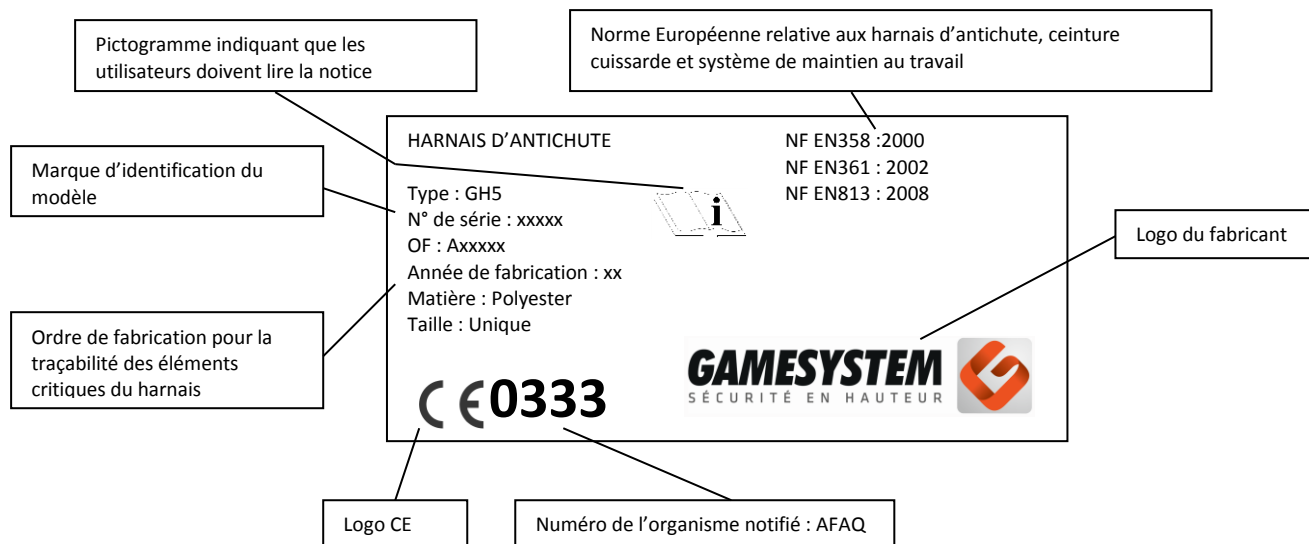 Pictogramme indiquant que les
utilisateurs doivent lire la notice
Norme Européenne relative aux harnais d'antichute, ceinture
cuissarde et système de maintien au travail
Marque d'identification du
modèle
Ordre de fabrication pour la
traçabilité des éléments
critiques du harnais
HARNAIS D'ANTICHUTE
Type : GH5
N° de série : xxxxx
OF : Axxxxx
Année de fabrication : xx
Matière : Polyester
Taille : Unique
i
NF EN358 :2000
NF EN361 : 2002
NF EN813 : 2008
CE 0333
GAMESYSTEM
SÉCURITÉ EN HAUTEUR
Logo du fabricant
Logo CE
Numéro de l'organisme notifié : AFAQ